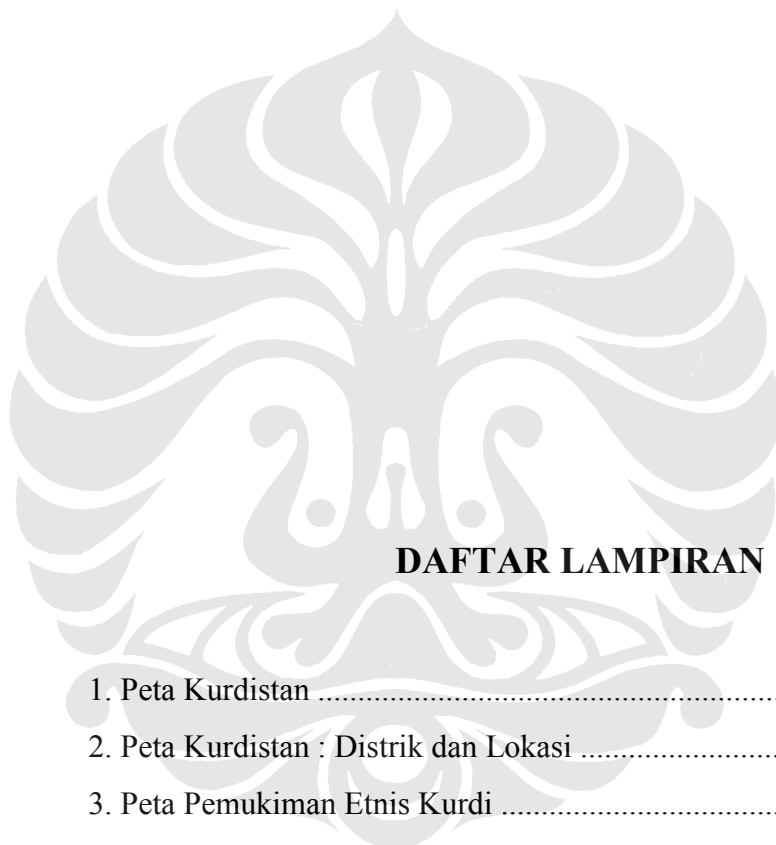 DAFTAR LAMPIRAN
1. Peta Kurdistan ..........................................................
2. Peta Kurdistan : Distrik dan Lokasi .........................
3. Peta Pemukiman Etnis Kurdi ...................................